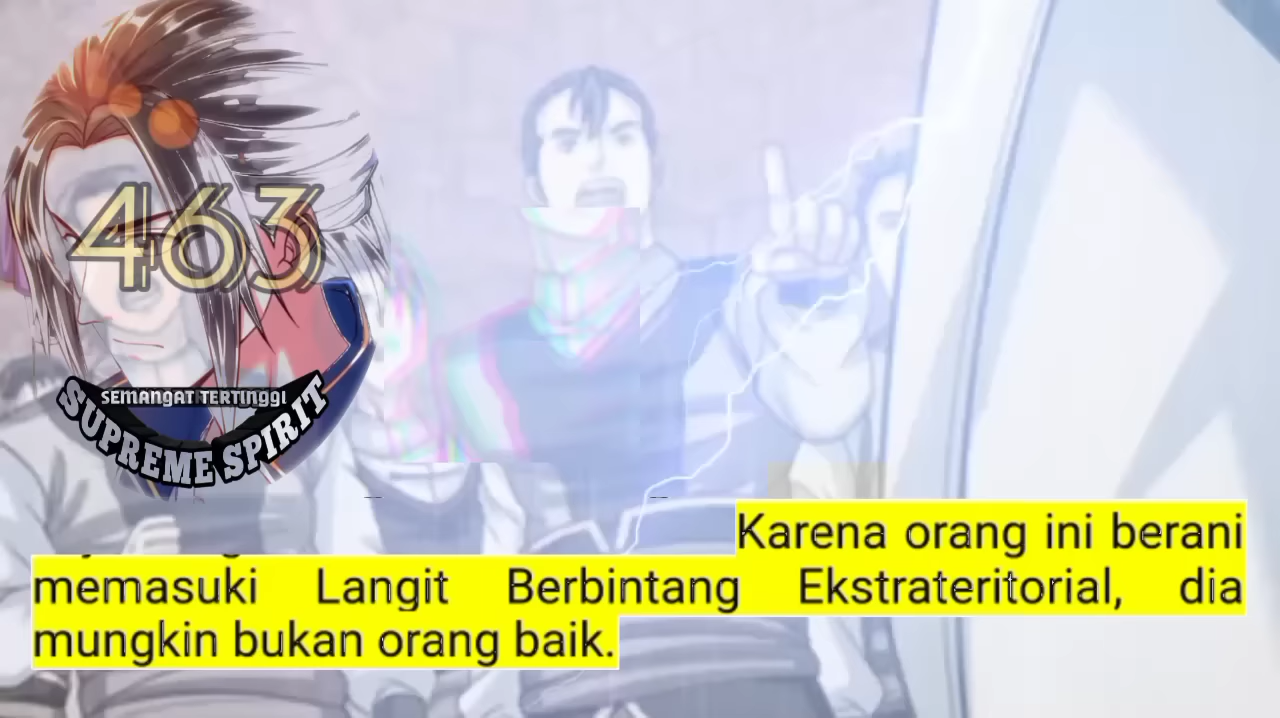 463
SEMANGAT TERTINGGI
SUPREME SPIRIT
Karena orang ini berani
memasuki Langit Berbintang Ekstrateritorial, dia
mungkin bukan orang baik.